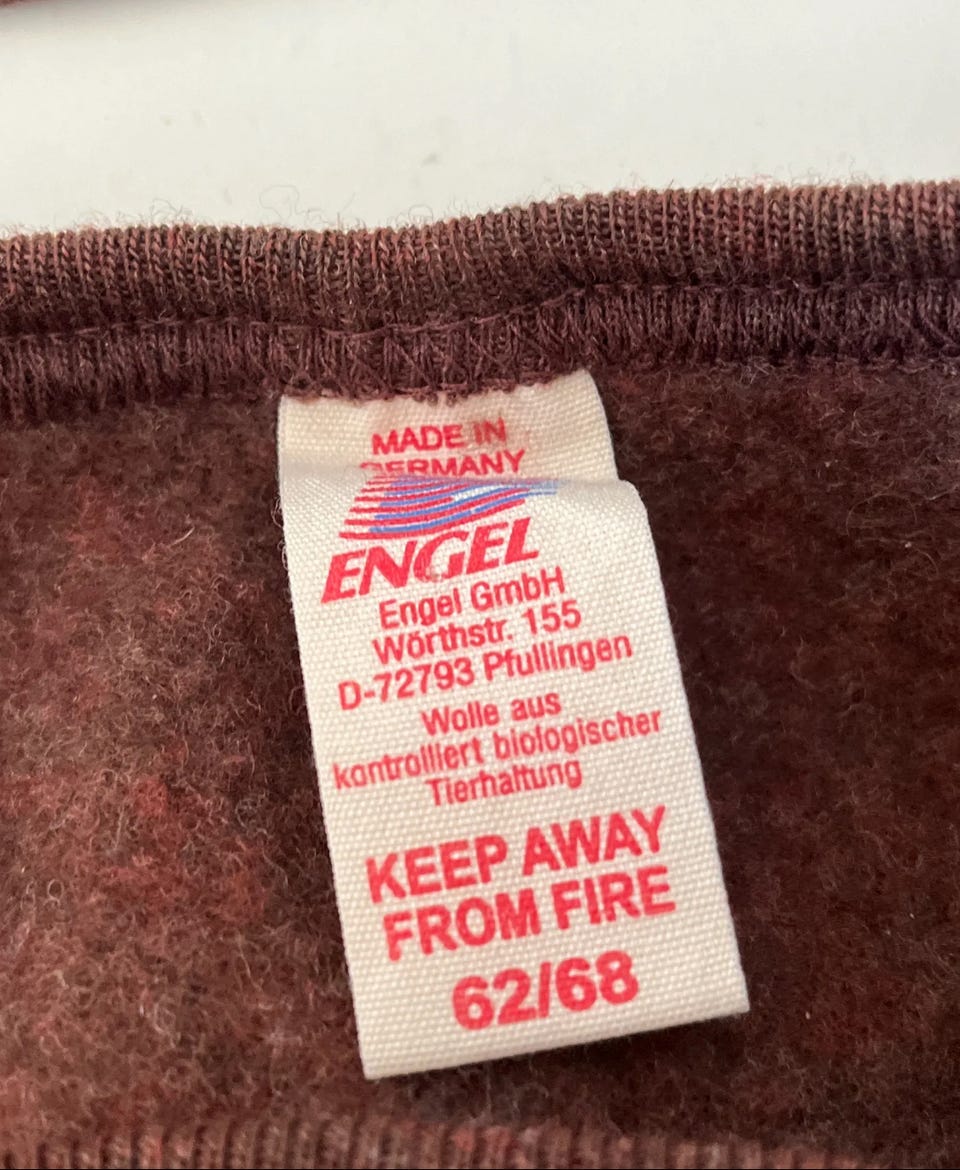 MADE IN
GERMANY
ENGEL
Engel GmbH
Wörthstr. 155
D-72793 Pfullingen
Wolle aus
kontrolliert biologischer
Tierhaltung
KEEP AWAY
FROM FIRE
62/68